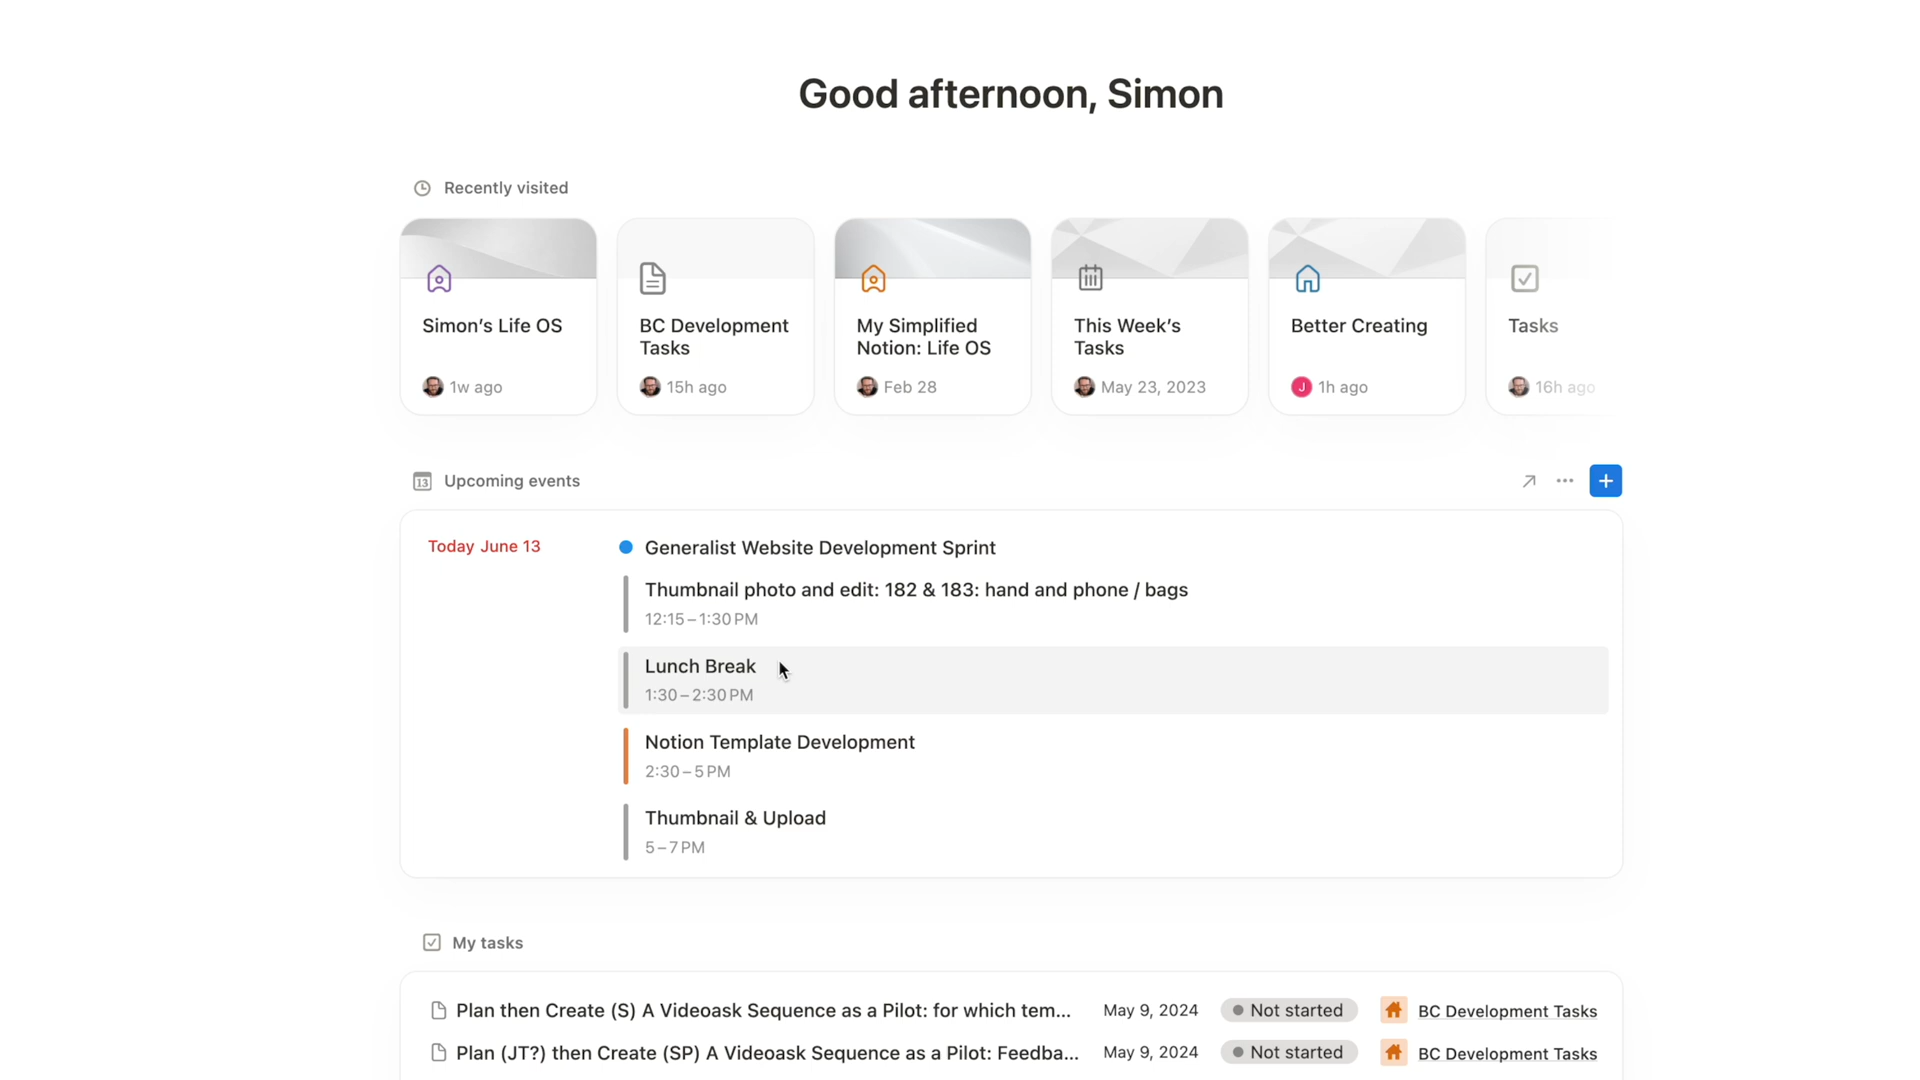 Good afternoon, Simon
Recently visited
Simon’s Life OS
1w ago
BC Development
Tasks
15h ago
My Simplified
Notion: Life OS
Feb 28
This Week’s
Tasks
May 23, 2023
Better Creating
J 1h ago
Tasks
16h ago
13 Upcoming events
Today June 13
Generalist Website Development Sprint
Thumbnail photo and edit: 182 & 183: hand and phone / bags
12:15 – 1:30 PM
Lunch Break
1:30 – 2:30 PM
Notion Template Development
2:30 – 5 PM
Thumbnail & Upload
5 – 7 PM
My tasks
Plan then Create (S) A Videoask Sequence as a Pilot: for which tem... May 9, 2024 Not started BC Development Tasks
Plan (JT?) then Create (SP) A Videoask Sequence as a Pilot: Feedba... May 9, 2024 Not started BC Development Tasks